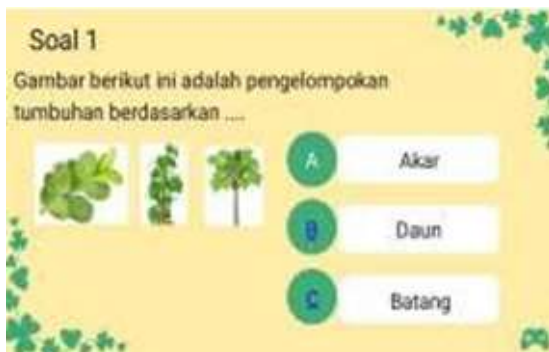 Soal 1
Gambar berikut ini adalah pengelompokan
tumbuhan berdasarkan ....
A Akar
B Daun
C Batang